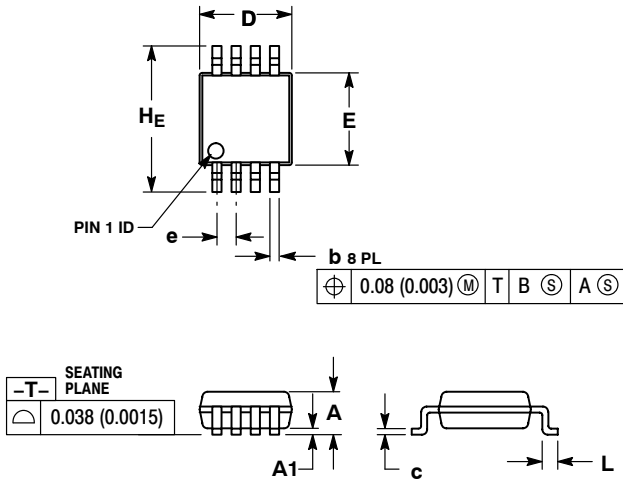 D
HE
E
PIN 1 ID
e
b 8 PL
⌖ 0.08 (0.003) Ⓜ T B Ⓢ A Ⓢ
SEATING
–T– PLANE
⌓ 0.038 (0.0015)
A
A1
c
L